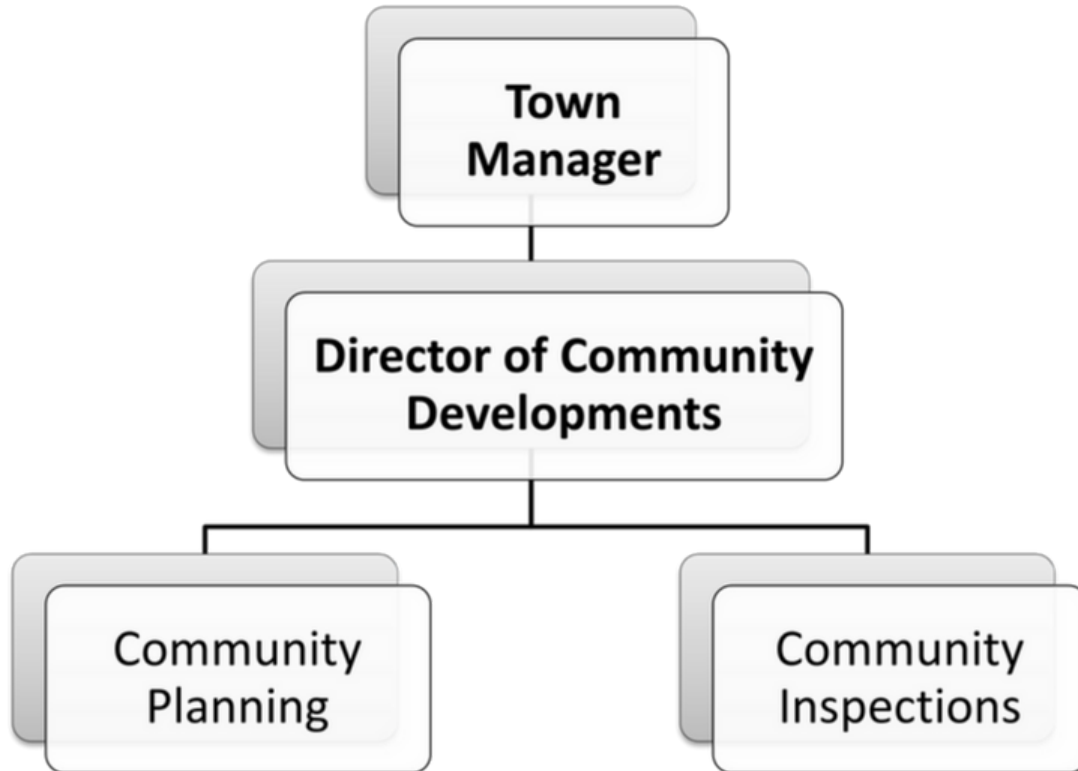 Town
Manager
Director of Community
Developments
Community
Planning
Community
Inspections